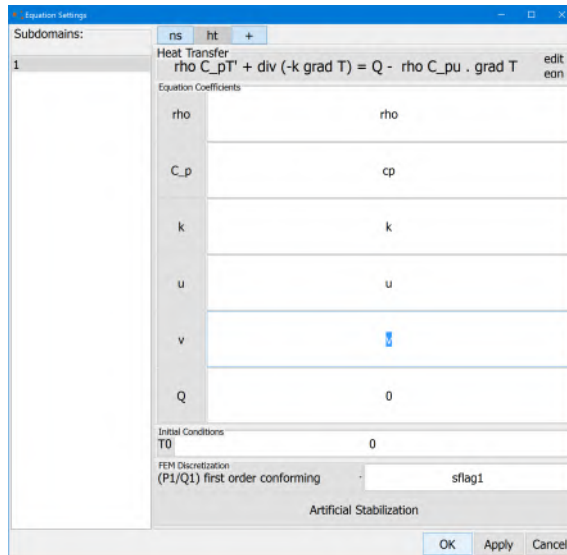 Equation Settings
Subdomains:
1
ns ht +
Heat Transfer
rho C_pT' + div (-k grad T) = Q - rho C_pu . grad T
edit
eqn
Equation Coefficients
rho rho
C_p cp
k k
u u
v v
Q 0
Initial Conditions
T0 0
FEM Discretization
(P1/Q1) first order conforming sflag1
Artificial Stabilization
OK Apply Cancel